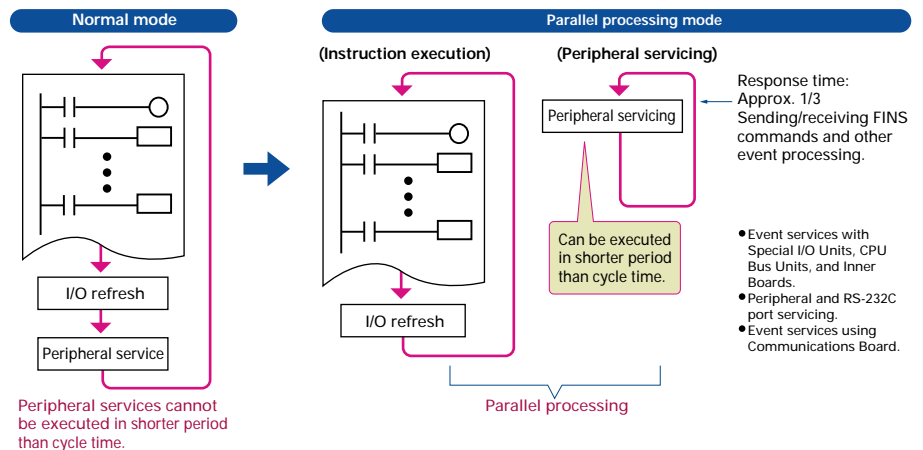 Normal mode
Parallel processing mode
(Instruction execution)
(Peripheral servicing)
I/O refresh
Peripheral service
Peripheral services cannot
be executed in shorter period
than cycle time.
I/O refresh
Peripheral servicing
Can be executed
in shorter period
than cycle time.
Response time:
Approx. 1/3
Sending/receiving FINS
commands and other
event processing.
•Event services with
Special I/O Units, CPU
Bus Units, and Inner
Boards.
•Peripheral and RS-232C
port servicing.
•Event services using
Communications Board.
Parallel processing